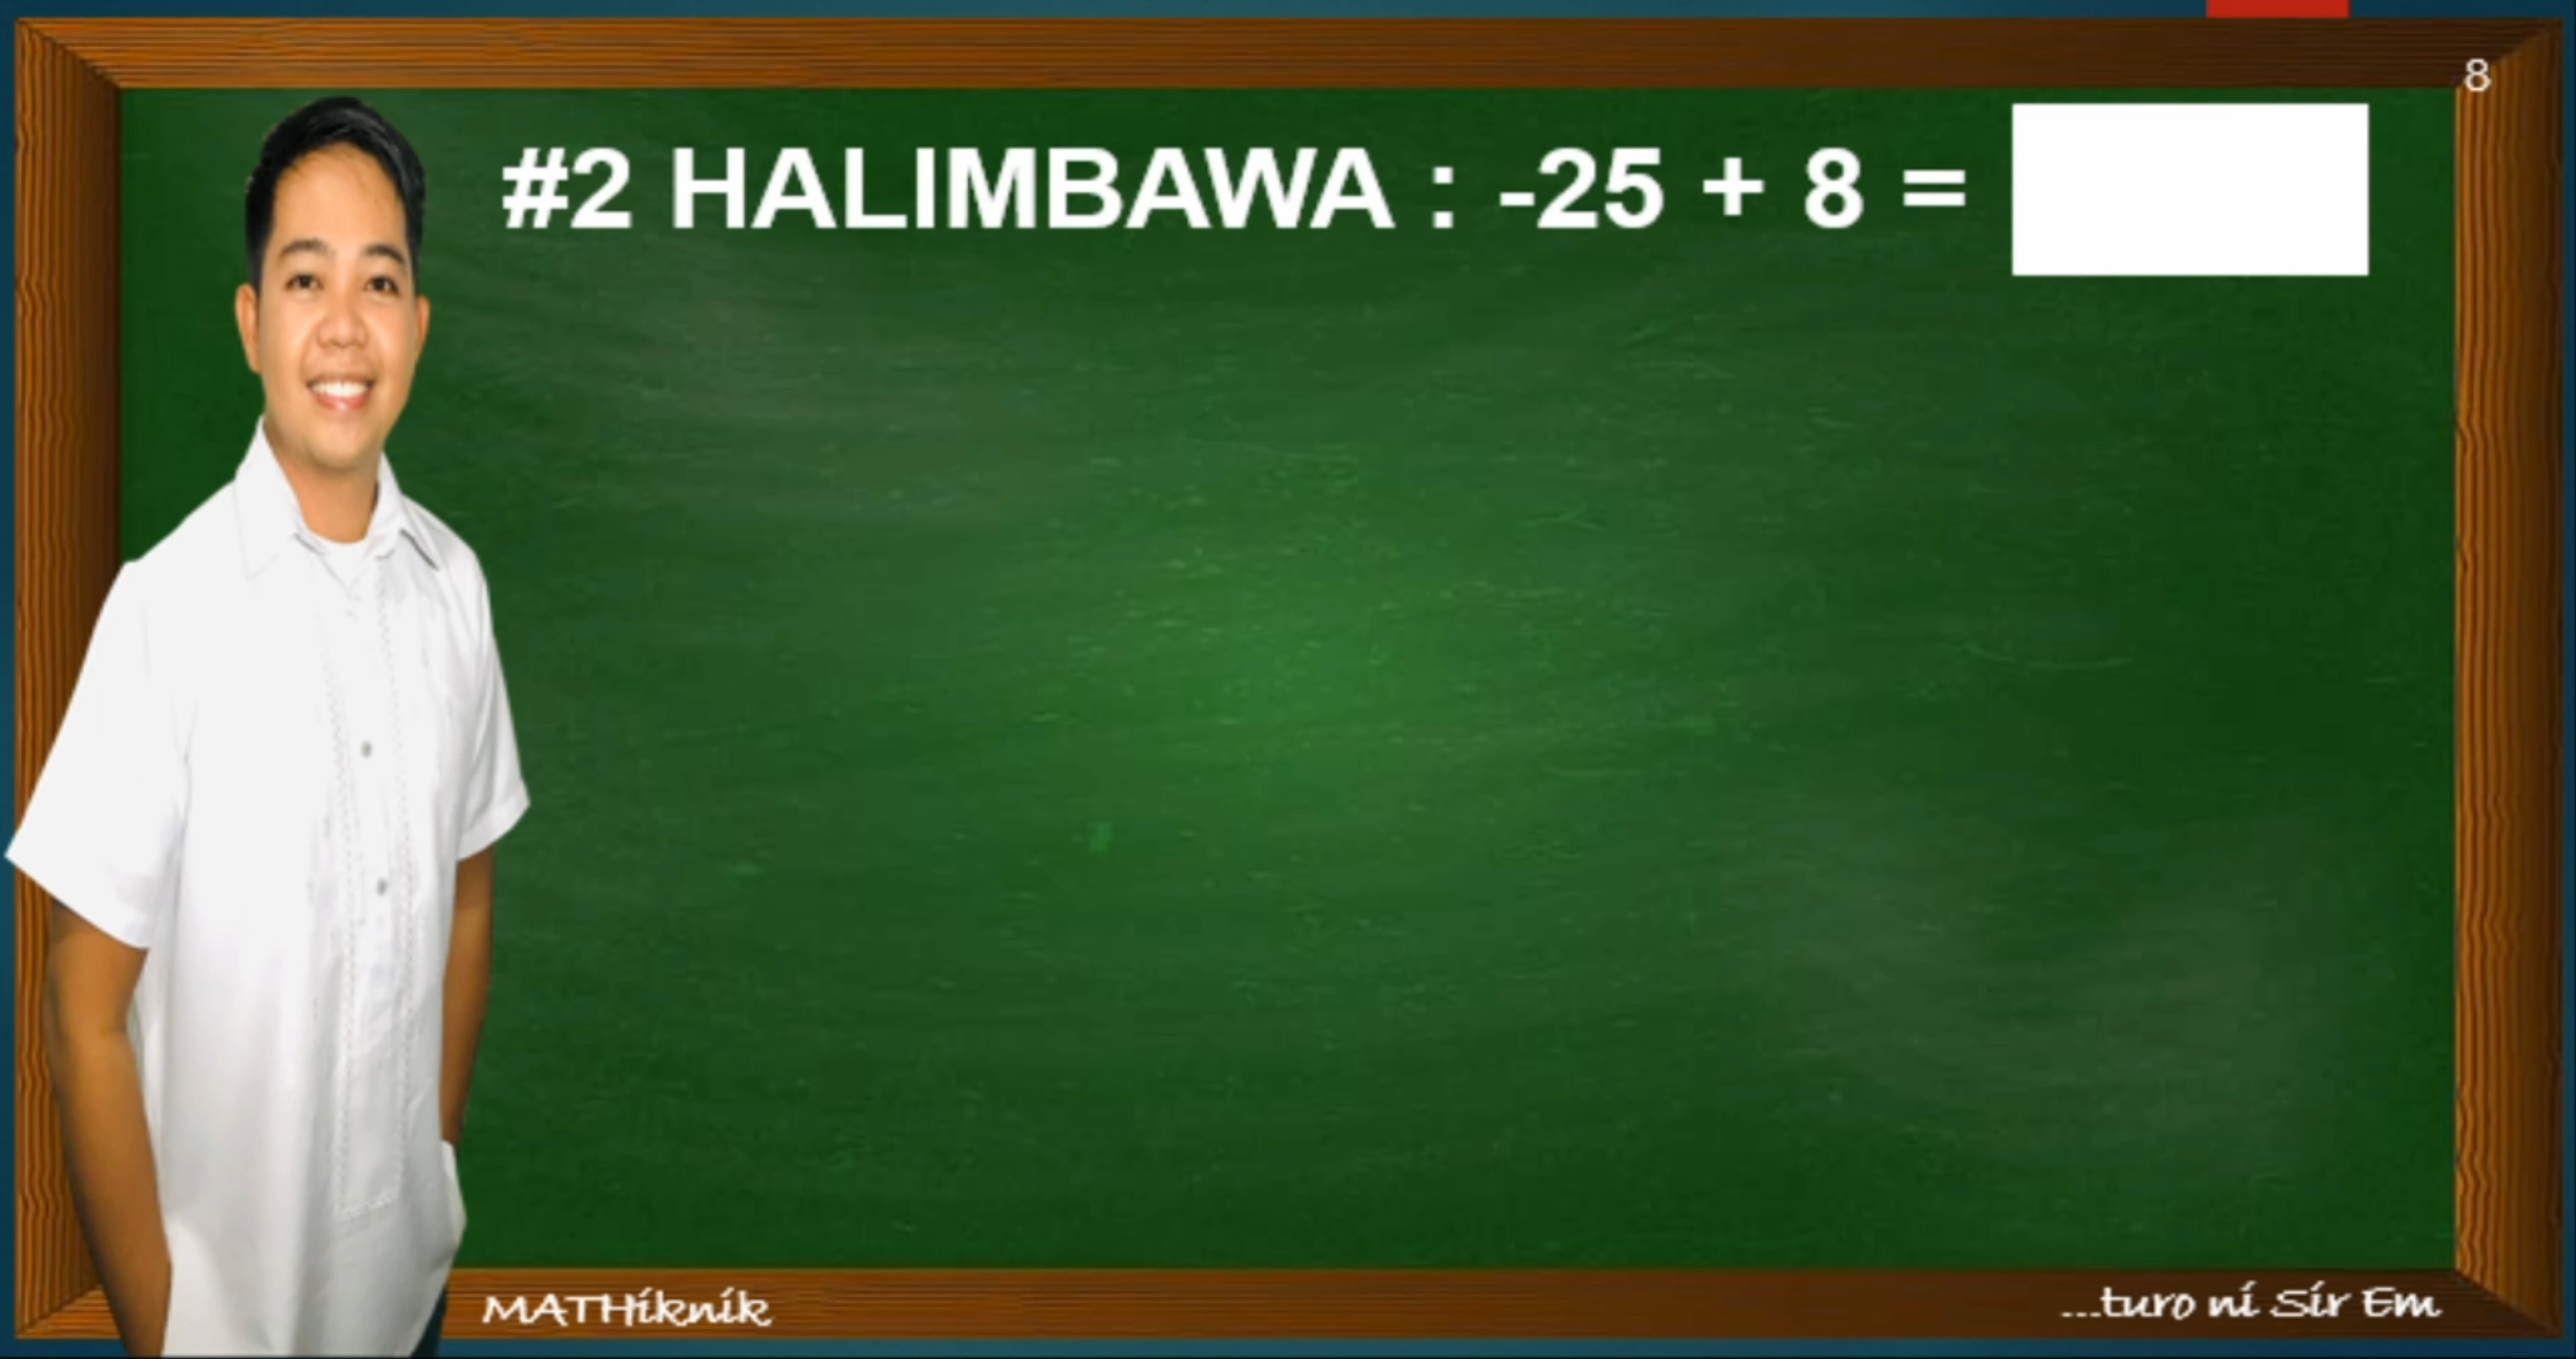 8
#2 HALIMBAWA : -25 + 8 =
MATHiknik
...turo ni Sir Em